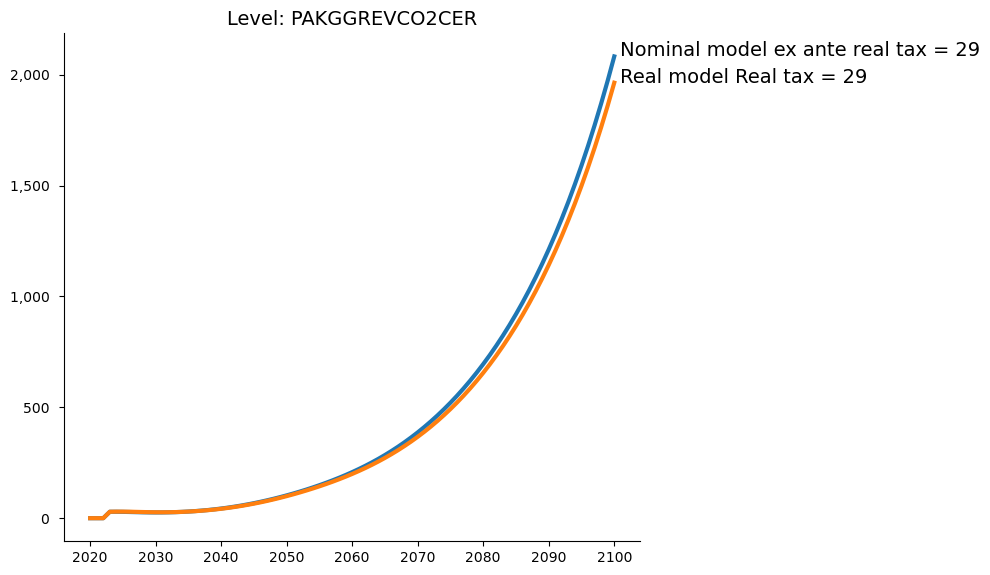 Level: PAKGGREVCO2CER
Nominal model ex ante real tax = 29
Real model Real tax = 29
2,000
1,500
1,000
500
0
2020 2030 2040 2050 2060 2070 2080 2090 2100